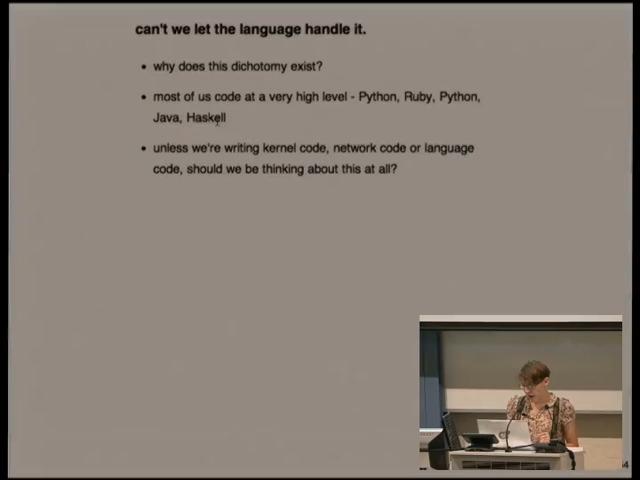 can't we let the language handle it.
• why does this dichotomy exist?
• most of us code at a very high level - Python, Ruby, Python,
Java, Haskell
• unless we're writing kernel code, network code or language
code, should we be thinking about this at all?